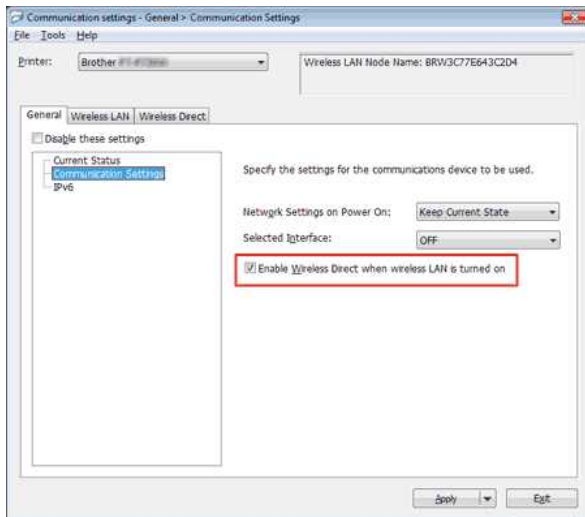 Communication settings - General > Communication Settings
File Tools Help
Printer: Brother
Wireless LAN Node Name: BRW3C77E643C2D4
General Wireless LAN Wireless Direct
Disable these settings
Current Status
Communication Settings
IPv6
Specify the settings for the communications device to be used.
Network Settings on Power On: Keep Current State
Selected Interface: OFF
Enable Wireless Direct when wireless LAN is turned on
Apply Exit